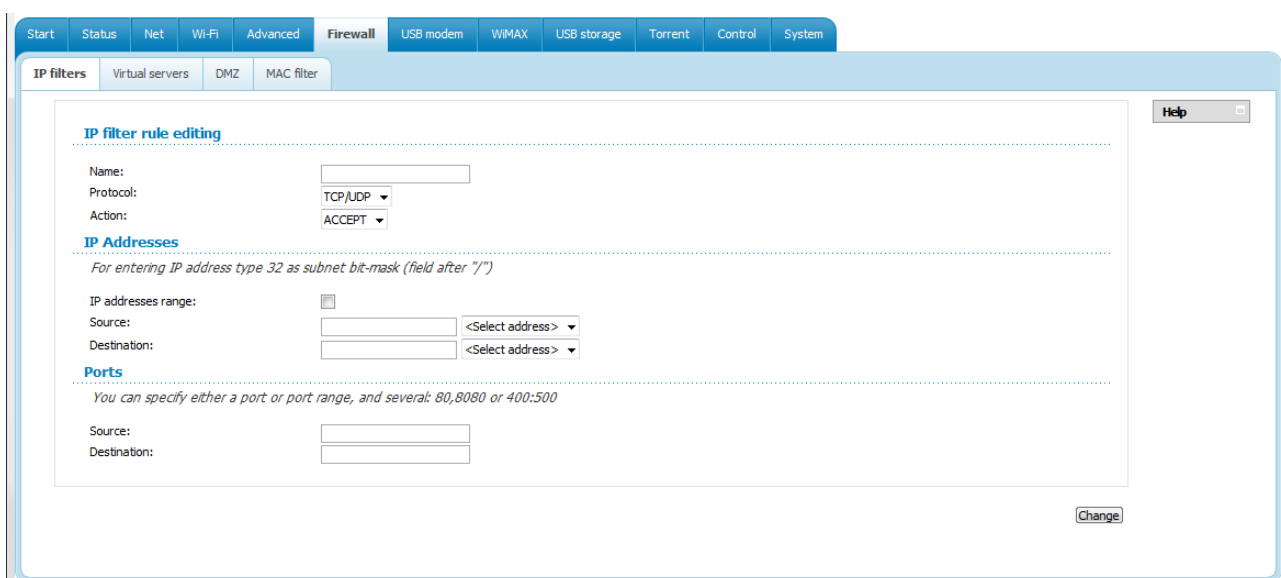 Start Status Net Wi-Fi Advanced Firewall USB modem WiMAX USB storage Torrent Control System
IP filters Virtual servers DMZ MAC filter
Help
IP filter rule editing
Name:
Protocol: TCP/UDP
Action: ACCEPT
IP Addresses
For entering IP address type 32 as subnet bit-mask (field after "/")
IP addresses range:
Source: <Select address>
Destination: <Select address>
Ports
You can specify either a port or port range, and several: 80,8080 or 400:500
Source:
Destination:
Change